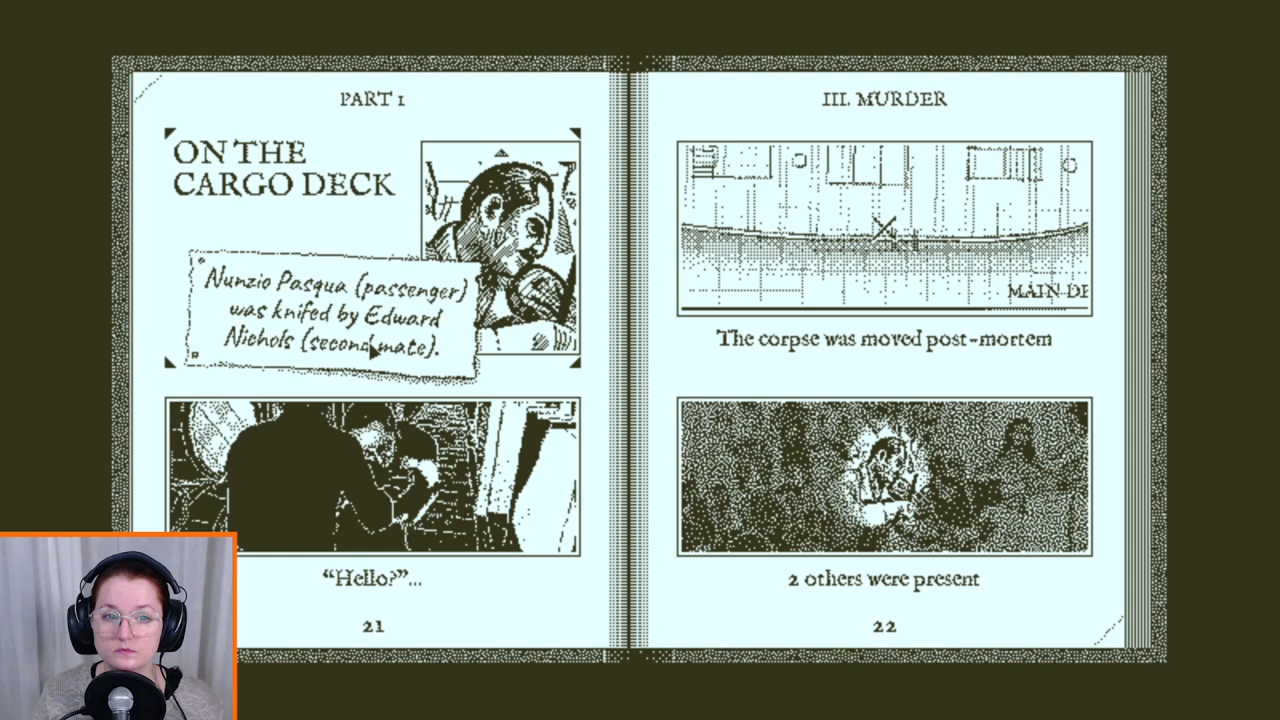 PART 1
ON THE
CARGO DECK
Nunzio Pasqua (passenger)
was knifed by Edward
Nichols (second mate).
“Hello?”...
21
III. MURDER
MAIN DE
The corpse was moved post-mortem
2 others were present
22